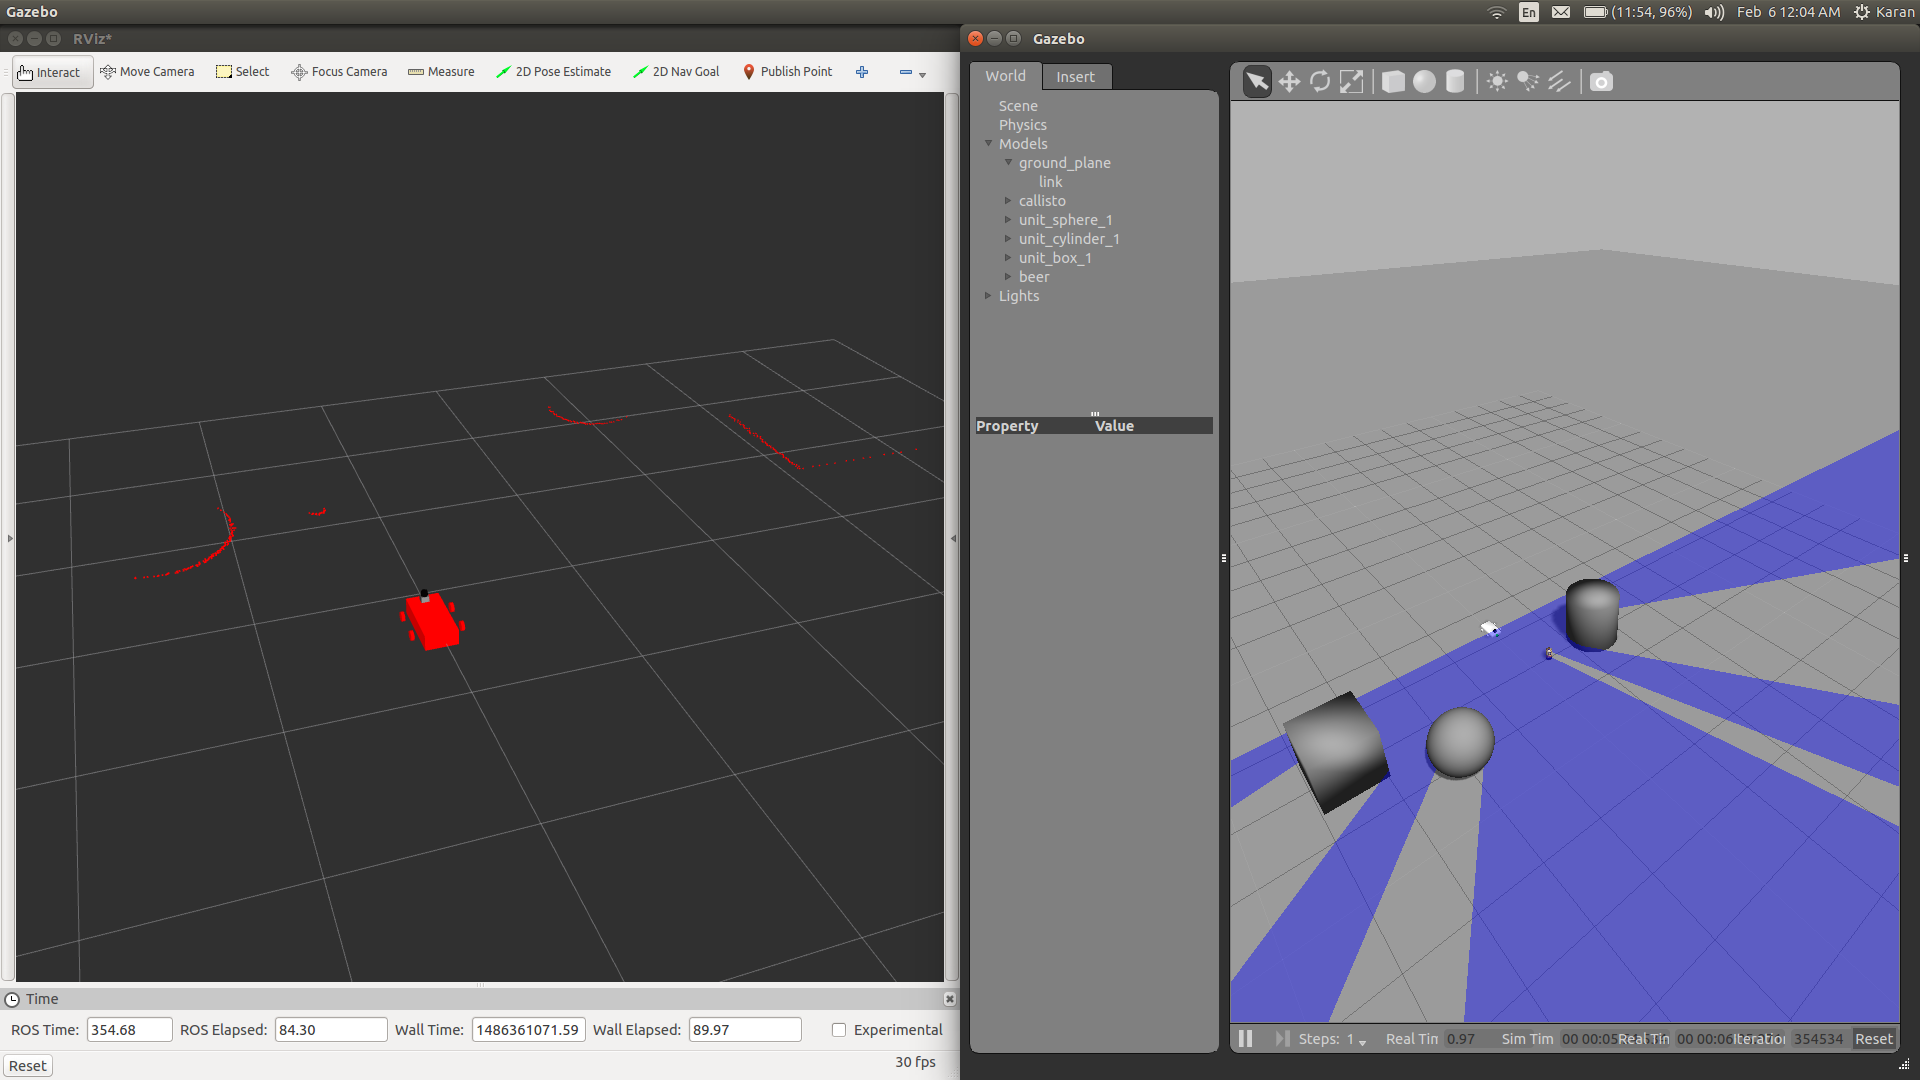 Gazebo
En
(11:54, 96%)
Feb 6 12:04 AM
Karan
RViz*
Interact
Move Camera
Select
Focus Camera
Measure
2D Pose Estimate
2D Nav Goal
Publish Point
Time
ROS Time: 354.68
ROS Elapsed: 84.30
Wall Time: 1486361071.59
Wall Elapsed: 89.97
Experimental
Reset
30 fps
Gazebo
World
Insert
Scene
Physics
Models
ground_plane
link
callisto
unit_sphere_1
unit_cylinder_1
unit_box_1
beer
Lights
Property Value
Steps: 1
Real Tim 0.97
Sim Tim 00 00:05
Real Tim 00 00:06
Iteration 354534
Reset